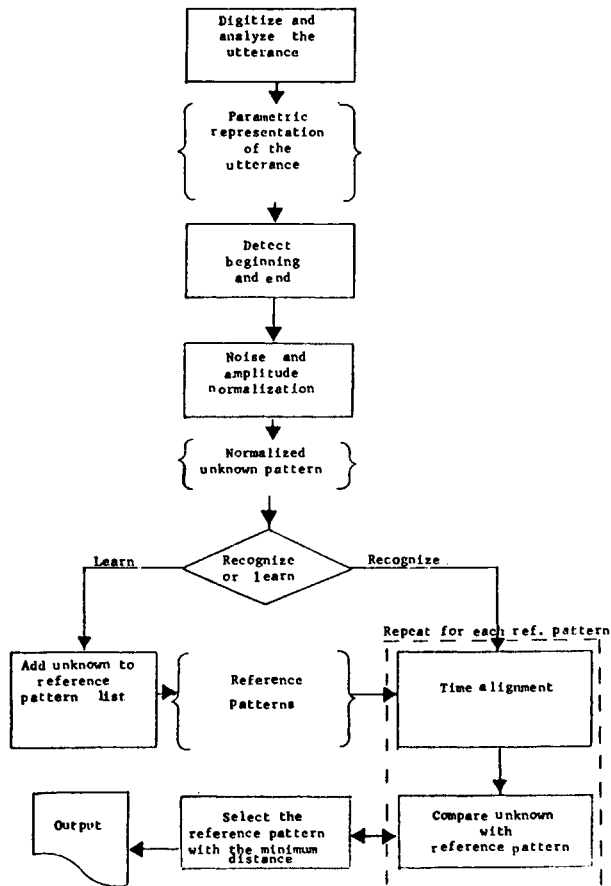 Digitize and
analyze the
utterance
Parametric
representation
of the
utterance
Detect
beginning
and end
Noise and
amplitude
normalization
Normalized
unknown pattern
Recognize
or learn
Learn
Recognize
Repeat for each ref. pattern
Add unknown to
reference
pattern list
Reference
Patterns
Time alignment
Output
Select the
reference pattern
with the minimum
distance
Compare unknown
with
reference pattern